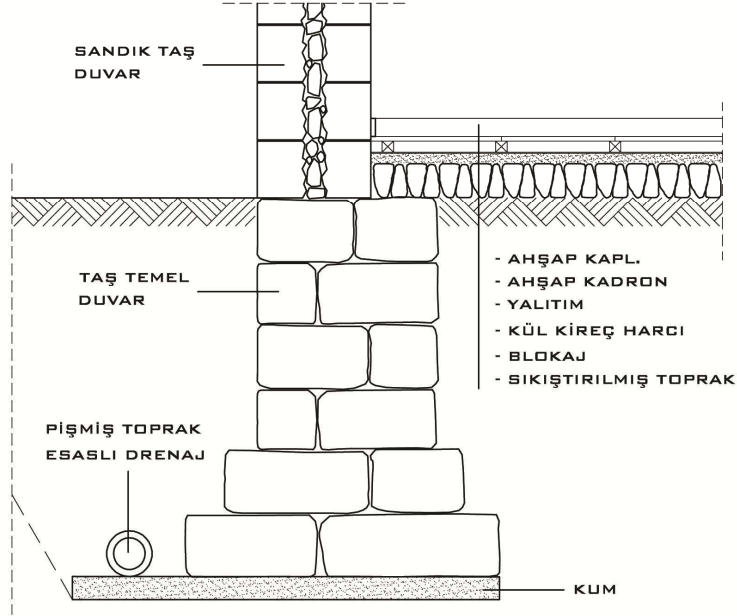 SANDIK TAŞ
DUVAR
TAŞ TEMEL
DUVAR
- AHŞAP KAPL.
- AHŞAP KADRON
- YALITIM
- KÜL KİREÇ HARCI
- BLOKAJ
- SIKIŞTIRILMIŞ TOPRAK
PİŞMİŞ TOPRAK
ESASLI DRENAJ
KUM